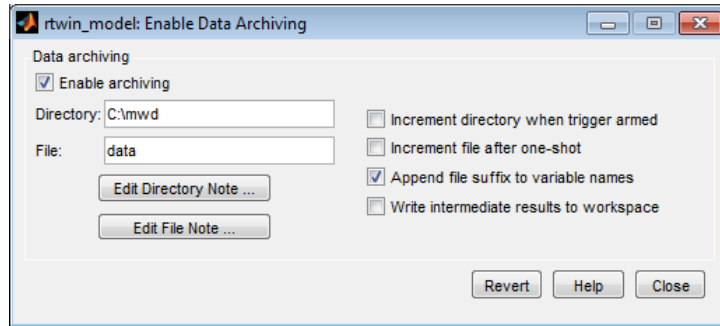 rtwin_model: Enable Data Archiving
Data archiving
Enable archiving
Directory: C:\mwd
File: data
Edit Directory Note ...
Edit File Note ...
Increment directory when trigger armed
Increment file after one-shot
Append file suffix to variable names
Write intermediate results to workspace
Revert Help Close